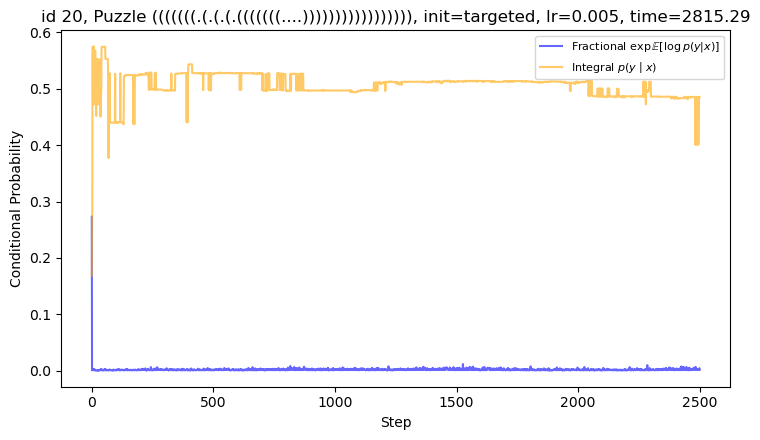 id 20, Puzzle (((((((.(.(.(.(((((((....))))))))))))))))), init=targeted, lr=0.005, time=2815.29
Fractional exp 𝔼[log p(y|x)]
Integral p(y | x)
Conditional Probability
0.6
0.5
0.4
0.3
0.2
0.1
0.0
0 500 1000 1500 2000 2500
Step